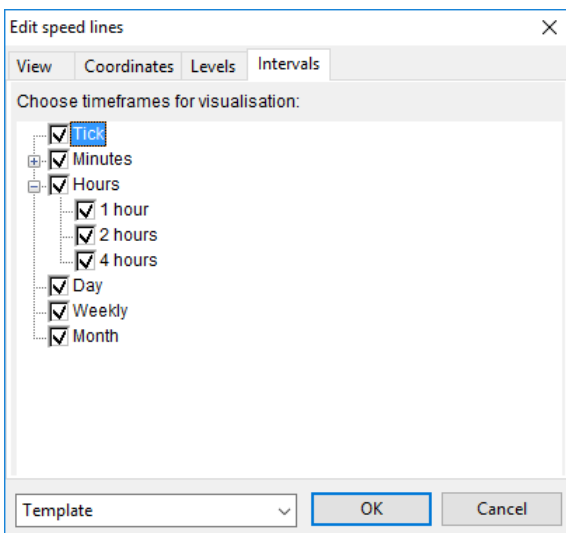 Edit speed lines
View Coordinates Levels Intervals
Choose timeframes for visualisation:
Tick
Minutes
Hours
1 hour
2 hours
4 hours
Day
Weekly
Month
Template OK Cancel